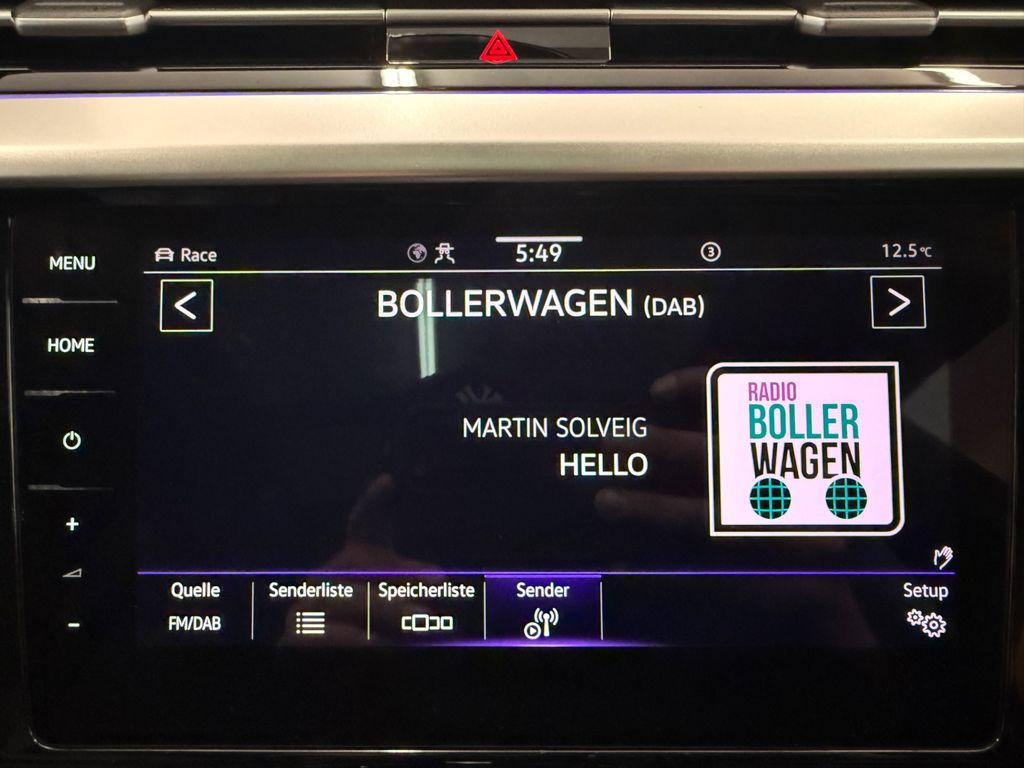 MENU
HOME
+
-
Race
5:49
3
12.5°C
BOLLERWAGEN (DAB)
MARTIN SOLVEIG
HELLO
RADIO
BOLLER
WAGEN
Quelle
FM/DAB
Senderliste
Speicherliste
Sender
Setup